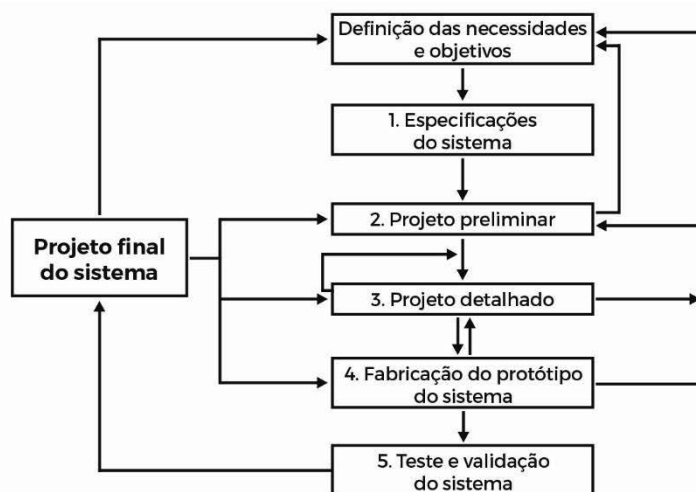 Definição das necessidades
e objetivos
1. Especificações
do sistema
2. Projeto preliminar
Projeto final
do sistema
3. Projeto detalhado
4. Fabricação do protótipo
do sistema
5. Teste e validação
do sistema